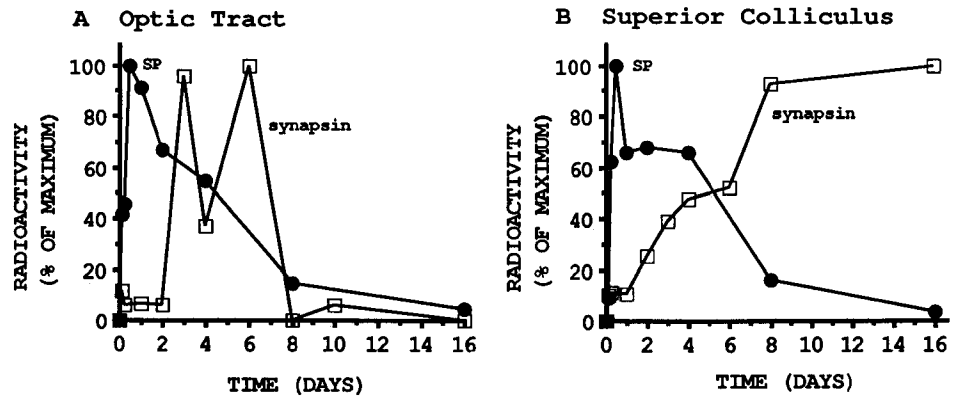 A Optic Tract
RADIOACTIVITY
(% OF MAXIMUM)
100
80
60
40
20
0
SP
synapsin
0 2 4 6 8 10 12 14 16
TIME (DAYS)
B Superior Colliculus
RADIOACTIVITY
(% OF MAXIMUM)
100
80
60
40
20
0
SP
synapsin
0 2 4 6 8 10 12 14 16
TIME (DAYS)